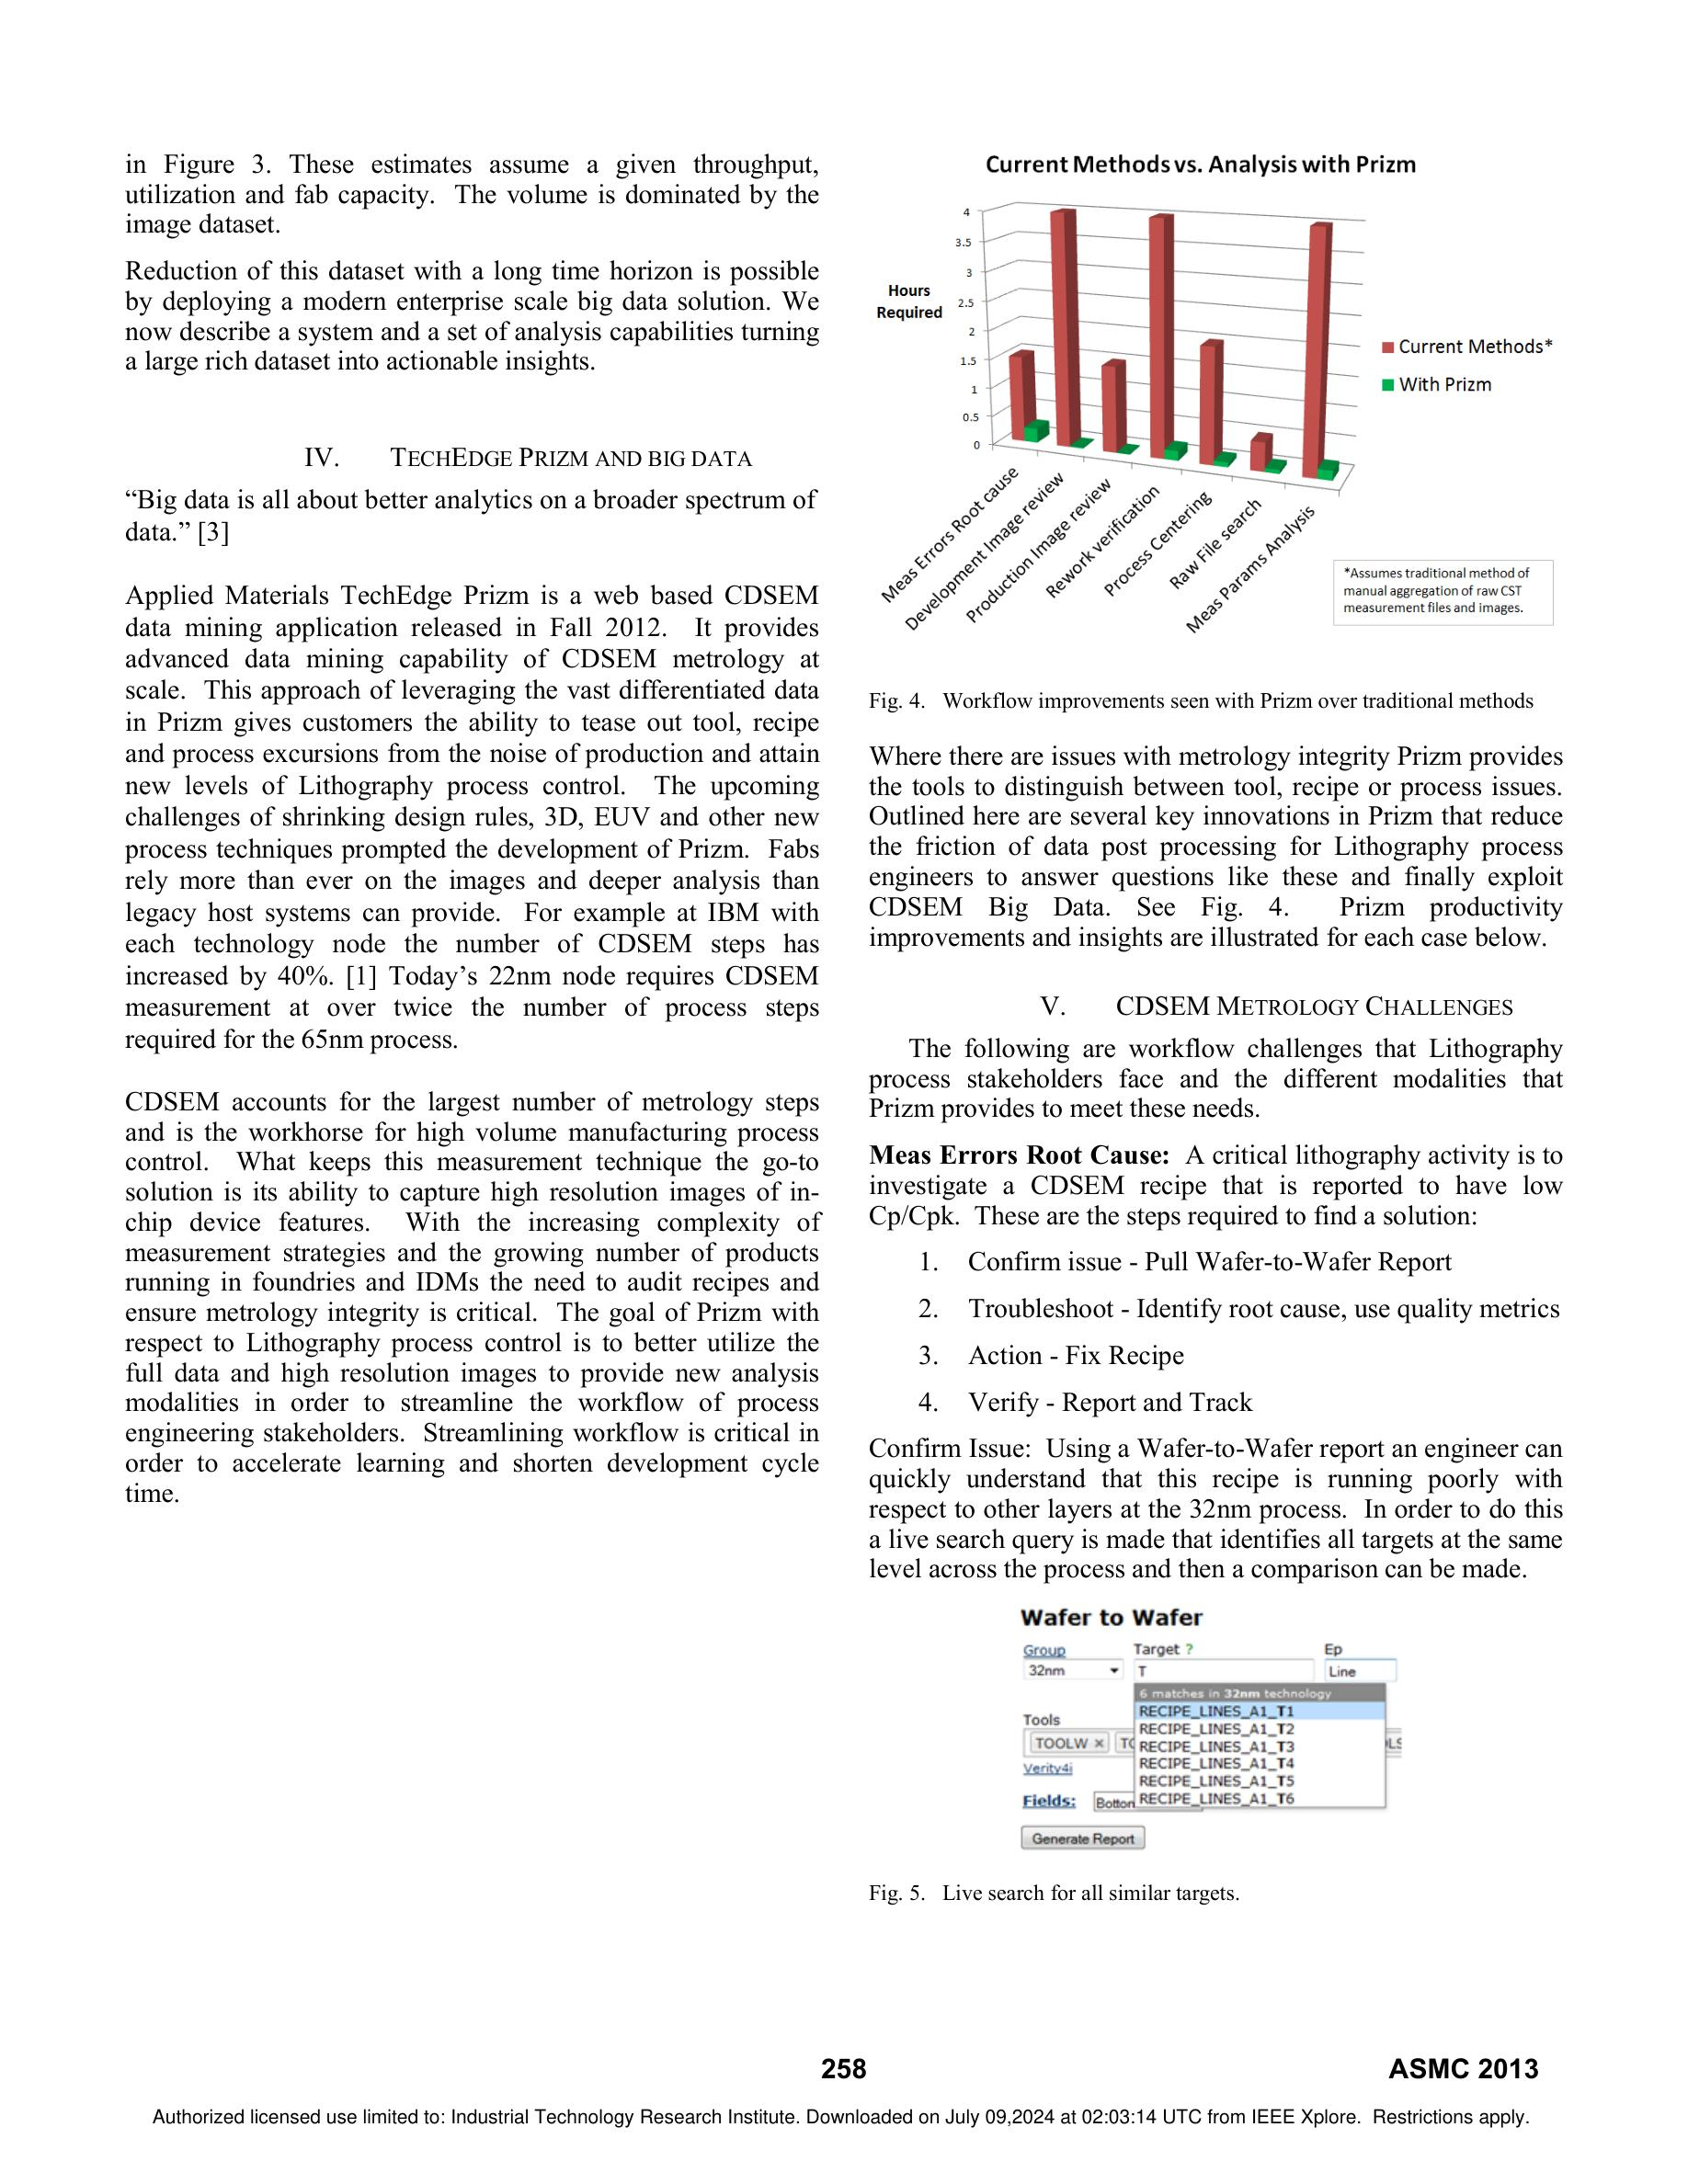 in Figure 3. These estimates assume a given throughput,
utilization and fab capacity. The volume is dominated by the
image dataset.
Reduction of this dataset with a long time horizon is possible
by deploying a modern enterprise scale big data solution. We
now describe a system and a set of analysis capabilities turning
a large rich dataset into actionable insights.
IV. TECHEDGE PRIZM AND BIG DATA
“Big data is all about better analytics on a broader spectrum of
data.” [3]
Applied Materials TechEdge Prizm is a web based CDSEM
data mining application released in Fall 2012. It provides
advanced data mining capability of CDSEM metrology at
scale. This approach of leveraging the vast differentiated data
in Prizm gives customers the ability to tease out tool, recipe
and process excursions from the noise of production and attain
new levels of Lithography process control. The upcoming
challenges of shrinking design rules, 3D, EUV and other new
process techniques prompted the development of Prizm. Fabs
rely more than ever on the images and deeper analysis than
legacy host systems can provide. For example at IBM with
each technology node the number of CDSEM steps has
increased by 40%. [1] Today’s 22nm node requires CDSEM
measurement at over twice the number of process steps
required for the 65nm process.
CDSEM accounts for the largest number of metrology steps
and is the workhorse for high volume manufacturing process
control. What keeps this measurement technique the go-to
solution is its ability to capture high resolution images of in-
chip device features. With the increasing complexity of
measurement strategies and the growing number of products
running in foundries and IDMs the need to audit recipes and
ensure metrology integrity is critical. The goal of Prizm with
respect to Lithography process control is to better utilize the
full data and high resolution images to provide new analysis
modalities in order to streamline the workflow of process
engineering stakeholders. Streamlining workflow is critical in
order to accelerate learning and shorten development cycle
time.
Current Methods vs. Analysis with Prizm
4
3.5
3
2.5
2
1.5
1
0.5
0
Hours
Required
Meas Errors Root cause
Development Image review
Production Image review
Rework verification
Process Centering
Raw File search
Meas Params Analysis
Current Methods*
With Prizm
*Assumes traditional method of
manual aggregation of raw CST
measurement files and images.
Fig. 4. Workflow improvements seen with Prizm over traditional methods
Where there are issues with metrology integrity Prizm provides
the tools to distinguish between tool, recipe or process issues.
Outlined here are several key innovations in Prizm that reduce
the friction of data post processing for Lithography process
engineers to answer questions like these and finally exploit
CDSEM Big Data. See Fig. 4. Prizm productivity
improvements and insights are illustrated for each case below.
V. CDSEM METROLOGY CHALLENGES
The following are workflow challenges that Lithography
process stakeholders face and the different modalities that
Prizm provides to meet these needs.
Meas Errors Root Cause: A critical lithography activity is to
investigate a CDSEM recipe that is reported to have low
Cp/Cpk. These are the steps required to find a solution:
1. Confirm issue - Pull Wafer-to-Wafer Report
2. Troubleshoot - Identify root cause, use quality metrics
3. Action - Fix Recipe
4. Verify - Report and Track
Confirm Issue: Using a Wafer-to-Wafer report an engineer can
quickly understand that this recipe is running poorly with
respect to other layers at the 32nm process. In order to do this
a live search query is made that identifies all targets at the same
level across the process and then a comparison can be made.
Wafer to Wafer
Group Target ? Ep
32nm T Line
6 matches in 32nm technology
RECIPE_LINES_A1_T1
Tools
RECIPE_LINES_A1_T2
TOOLW × RECIPE_LINES_A1_T3
RECIPE_LINES_A1_T4
Verity4i
RECIPE_LINES_A1_T5
Fields: RECIPE_LINES_A1_T6
Generate Report
Fig. 5. Live search for all similar targets.
258 ASMC 2013
Authorized licensed use limited to: Industrial Technology Research Institute. Downloaded on July 09,2024 at 02:03:14 UTC from IEEE Xplore. Restrictions apply.